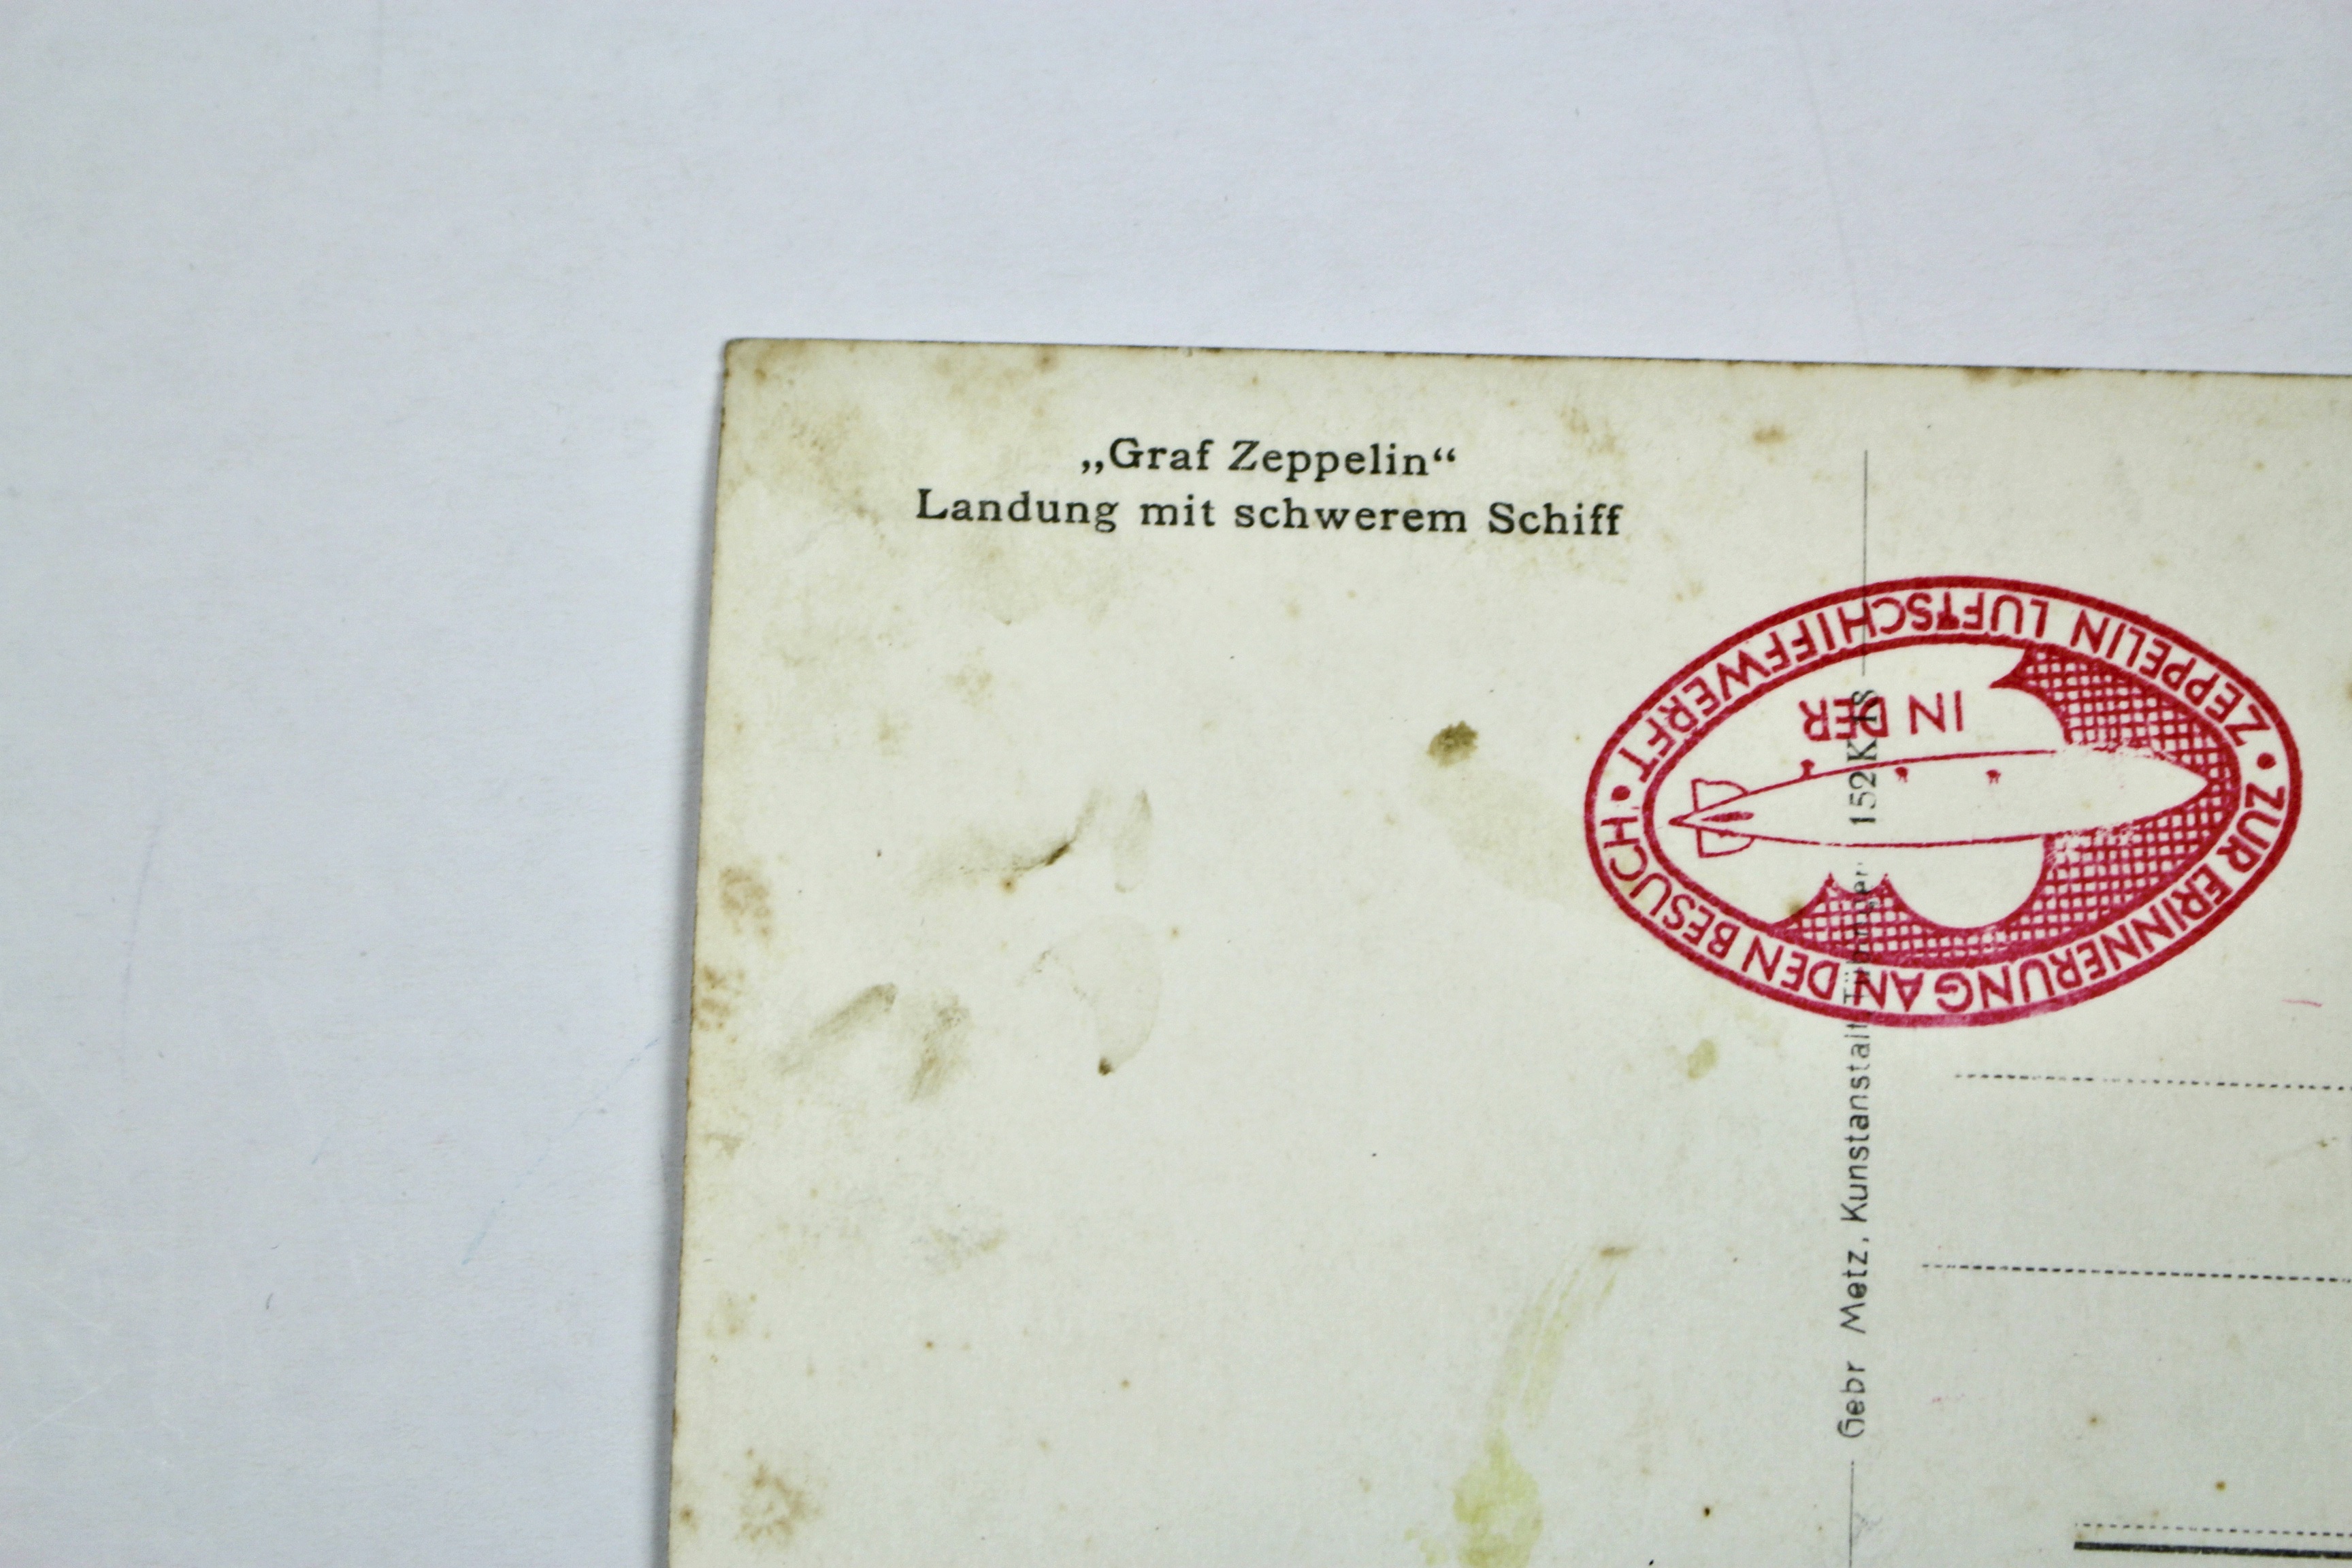 „Graf Zeppelin“
Landung mit schwerem Schiff
• ZUR ERINNERUNG AN DEN BESUCH •
IN DER
ZEPPELIN LUFTSCHIFFWERFT
Gebr Metz, Kunstanstalt, Tübingen 152K